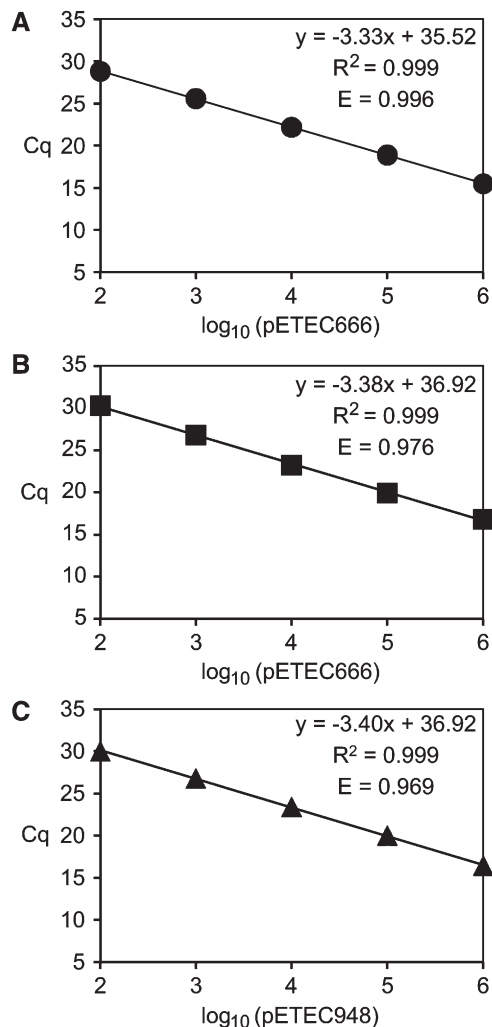 A
y = -3.33x + 35.52
R² = 0.999
E = 0.996
35
30
25
Cq
20
15
10
5
2 3 4 5 6
log₁₀ (pETEC666)
B
y = -3.38x + 36.92
R² = 0.999
E = 0.976
35
30
25
Cq
20
15
10
5
2 3 4 5 6
log₁₀ (pETEC666)
C
y = -3.40x + 36.92
R² = 0.999
E = 0.969
35
30
25
Cq
20
15
10
5
2 3 4 5 6
log₁₀ (pETEC948)